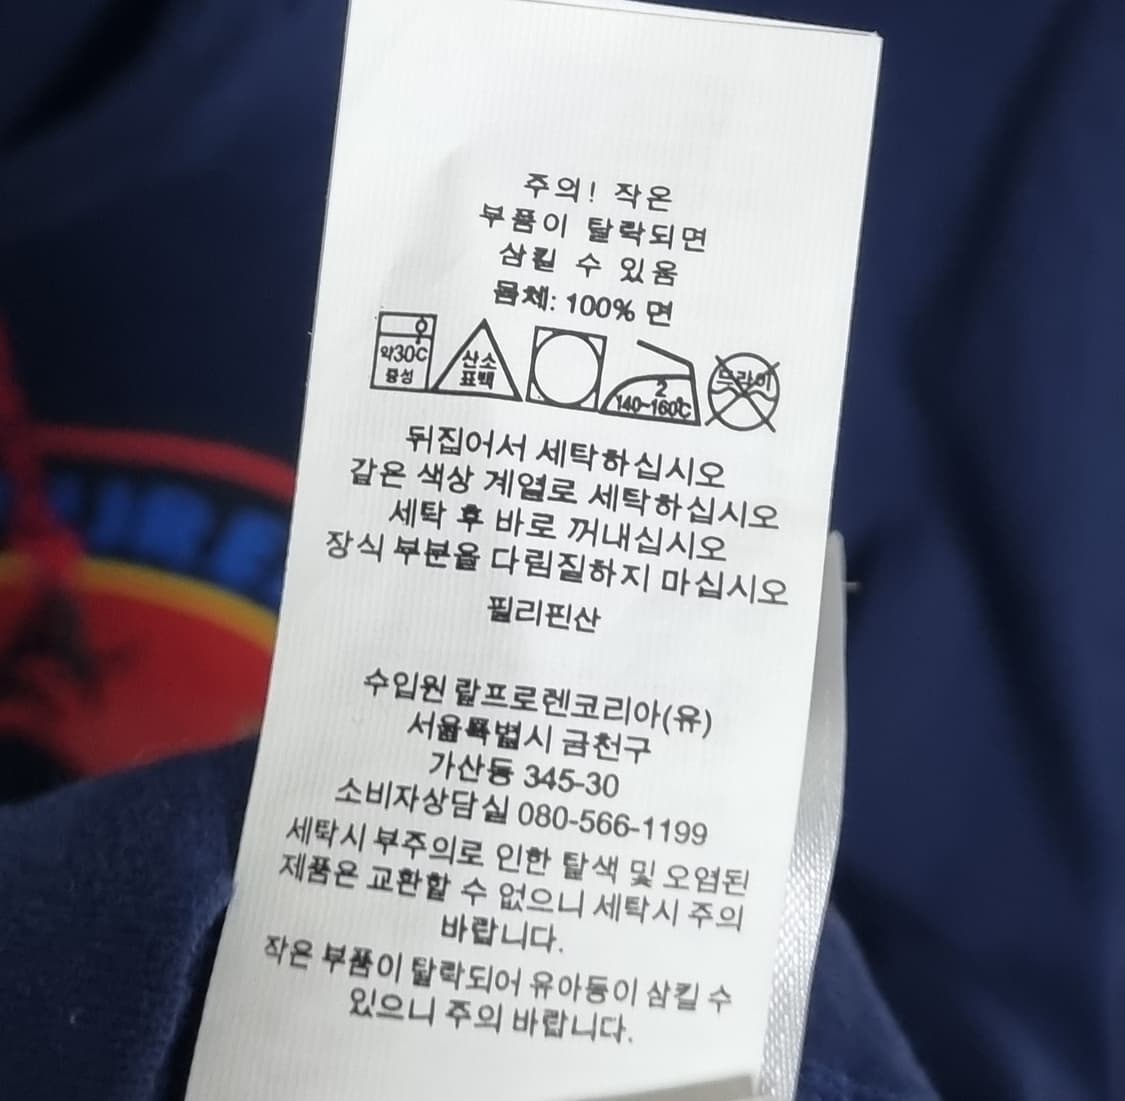 주의! 작은
부품이 탈락되면
삼킬 수 있음
몸체: 100% 면
약30C
중성
산소
표백
2
140~160℃
드라이
뒤집어서 세탁하십시오
같은 색상 계열로 세탁하십시오
세탁 후 바로 꺼내십시오
장식 부분을 다림질하지 마십시오
필리핀산
수입원 랄프로렌코리아(유)
서울특별시 금천구
가산동 345-30
소비자상담실 080-566-1199
세탁시 부주의로 인한 탈색 및 오염된
제품은 교환할 수 없으니 세탁시 주의
바랍니다.
작은 부품이 탈락되어 유아등이 삼킬 수
있으니 주의 바랍니다.